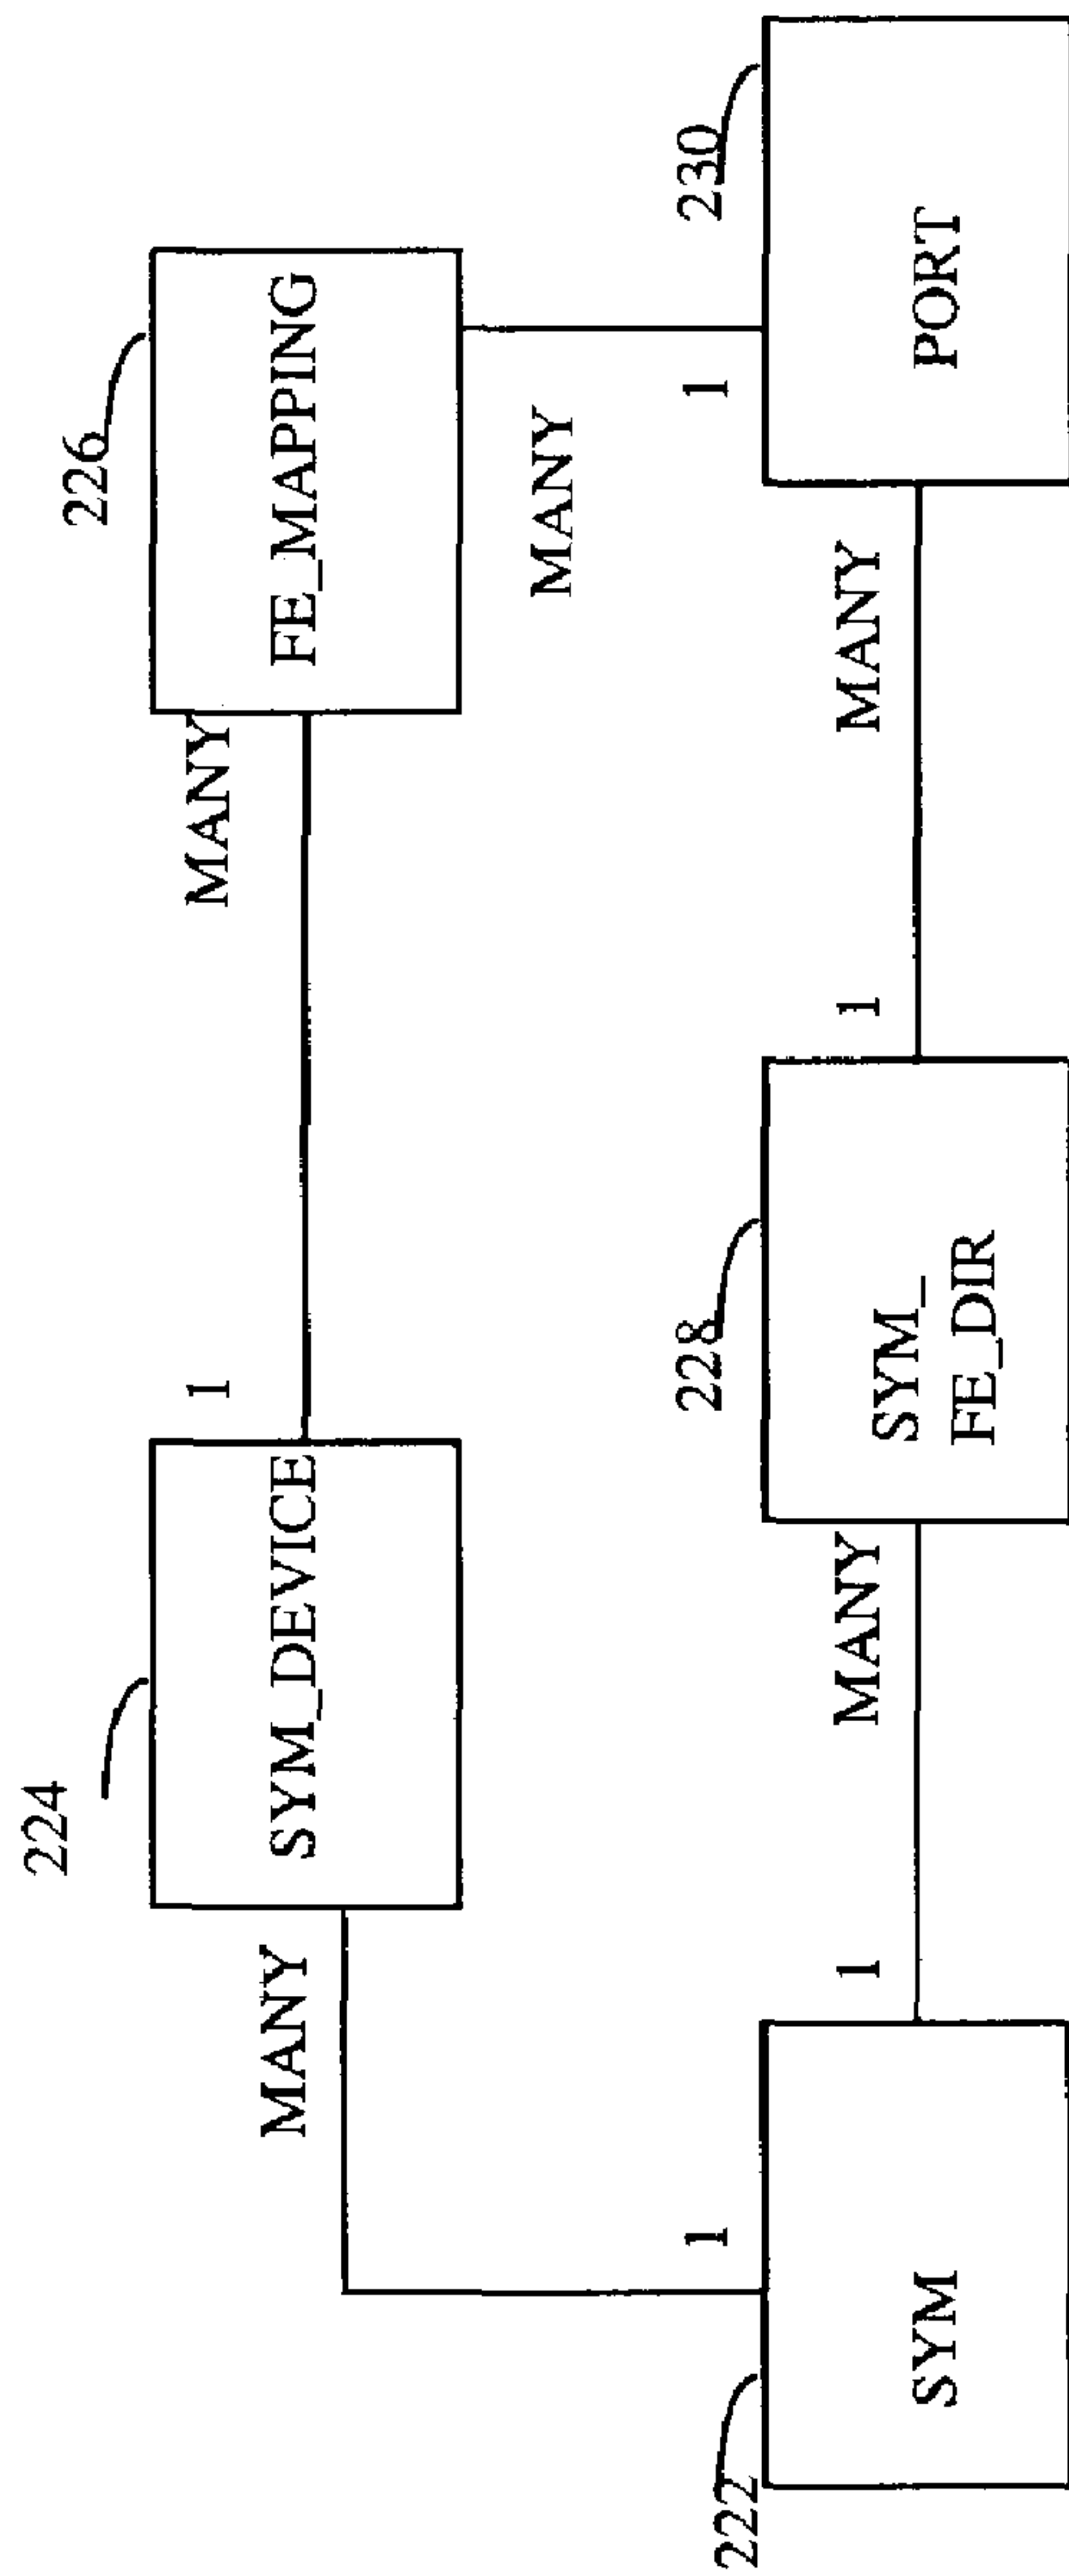 224
226
MANY
SYM_DEVICE
1
MANY
FE_MAPPING
MANY
222
1
228
230
1
SYM
1
MANY
SYM_
FE_DIR
1
MANY
PORT